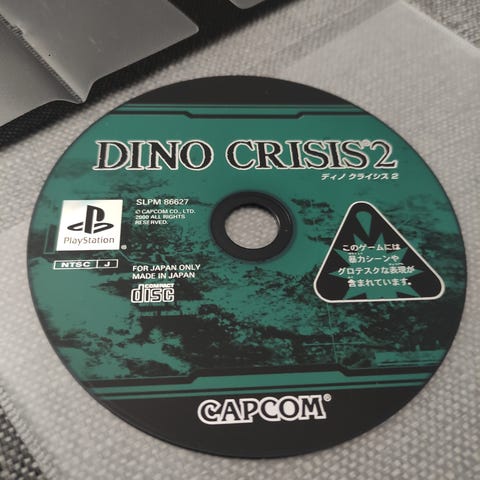 DINO CRISIS 2
ディノ クライシス 2
SLPM 86627
© CAPCOM CO., LTD.
2000 ALL RIGHTS
RESERVED.
PlayStation®
NTSC J
FOR JAPAN ONLY
MADE IN JAPAN
COMPACT
disc
このゲームには
暴力シーンや
グロテスクな表現が
含まれています。
CAPCOM®